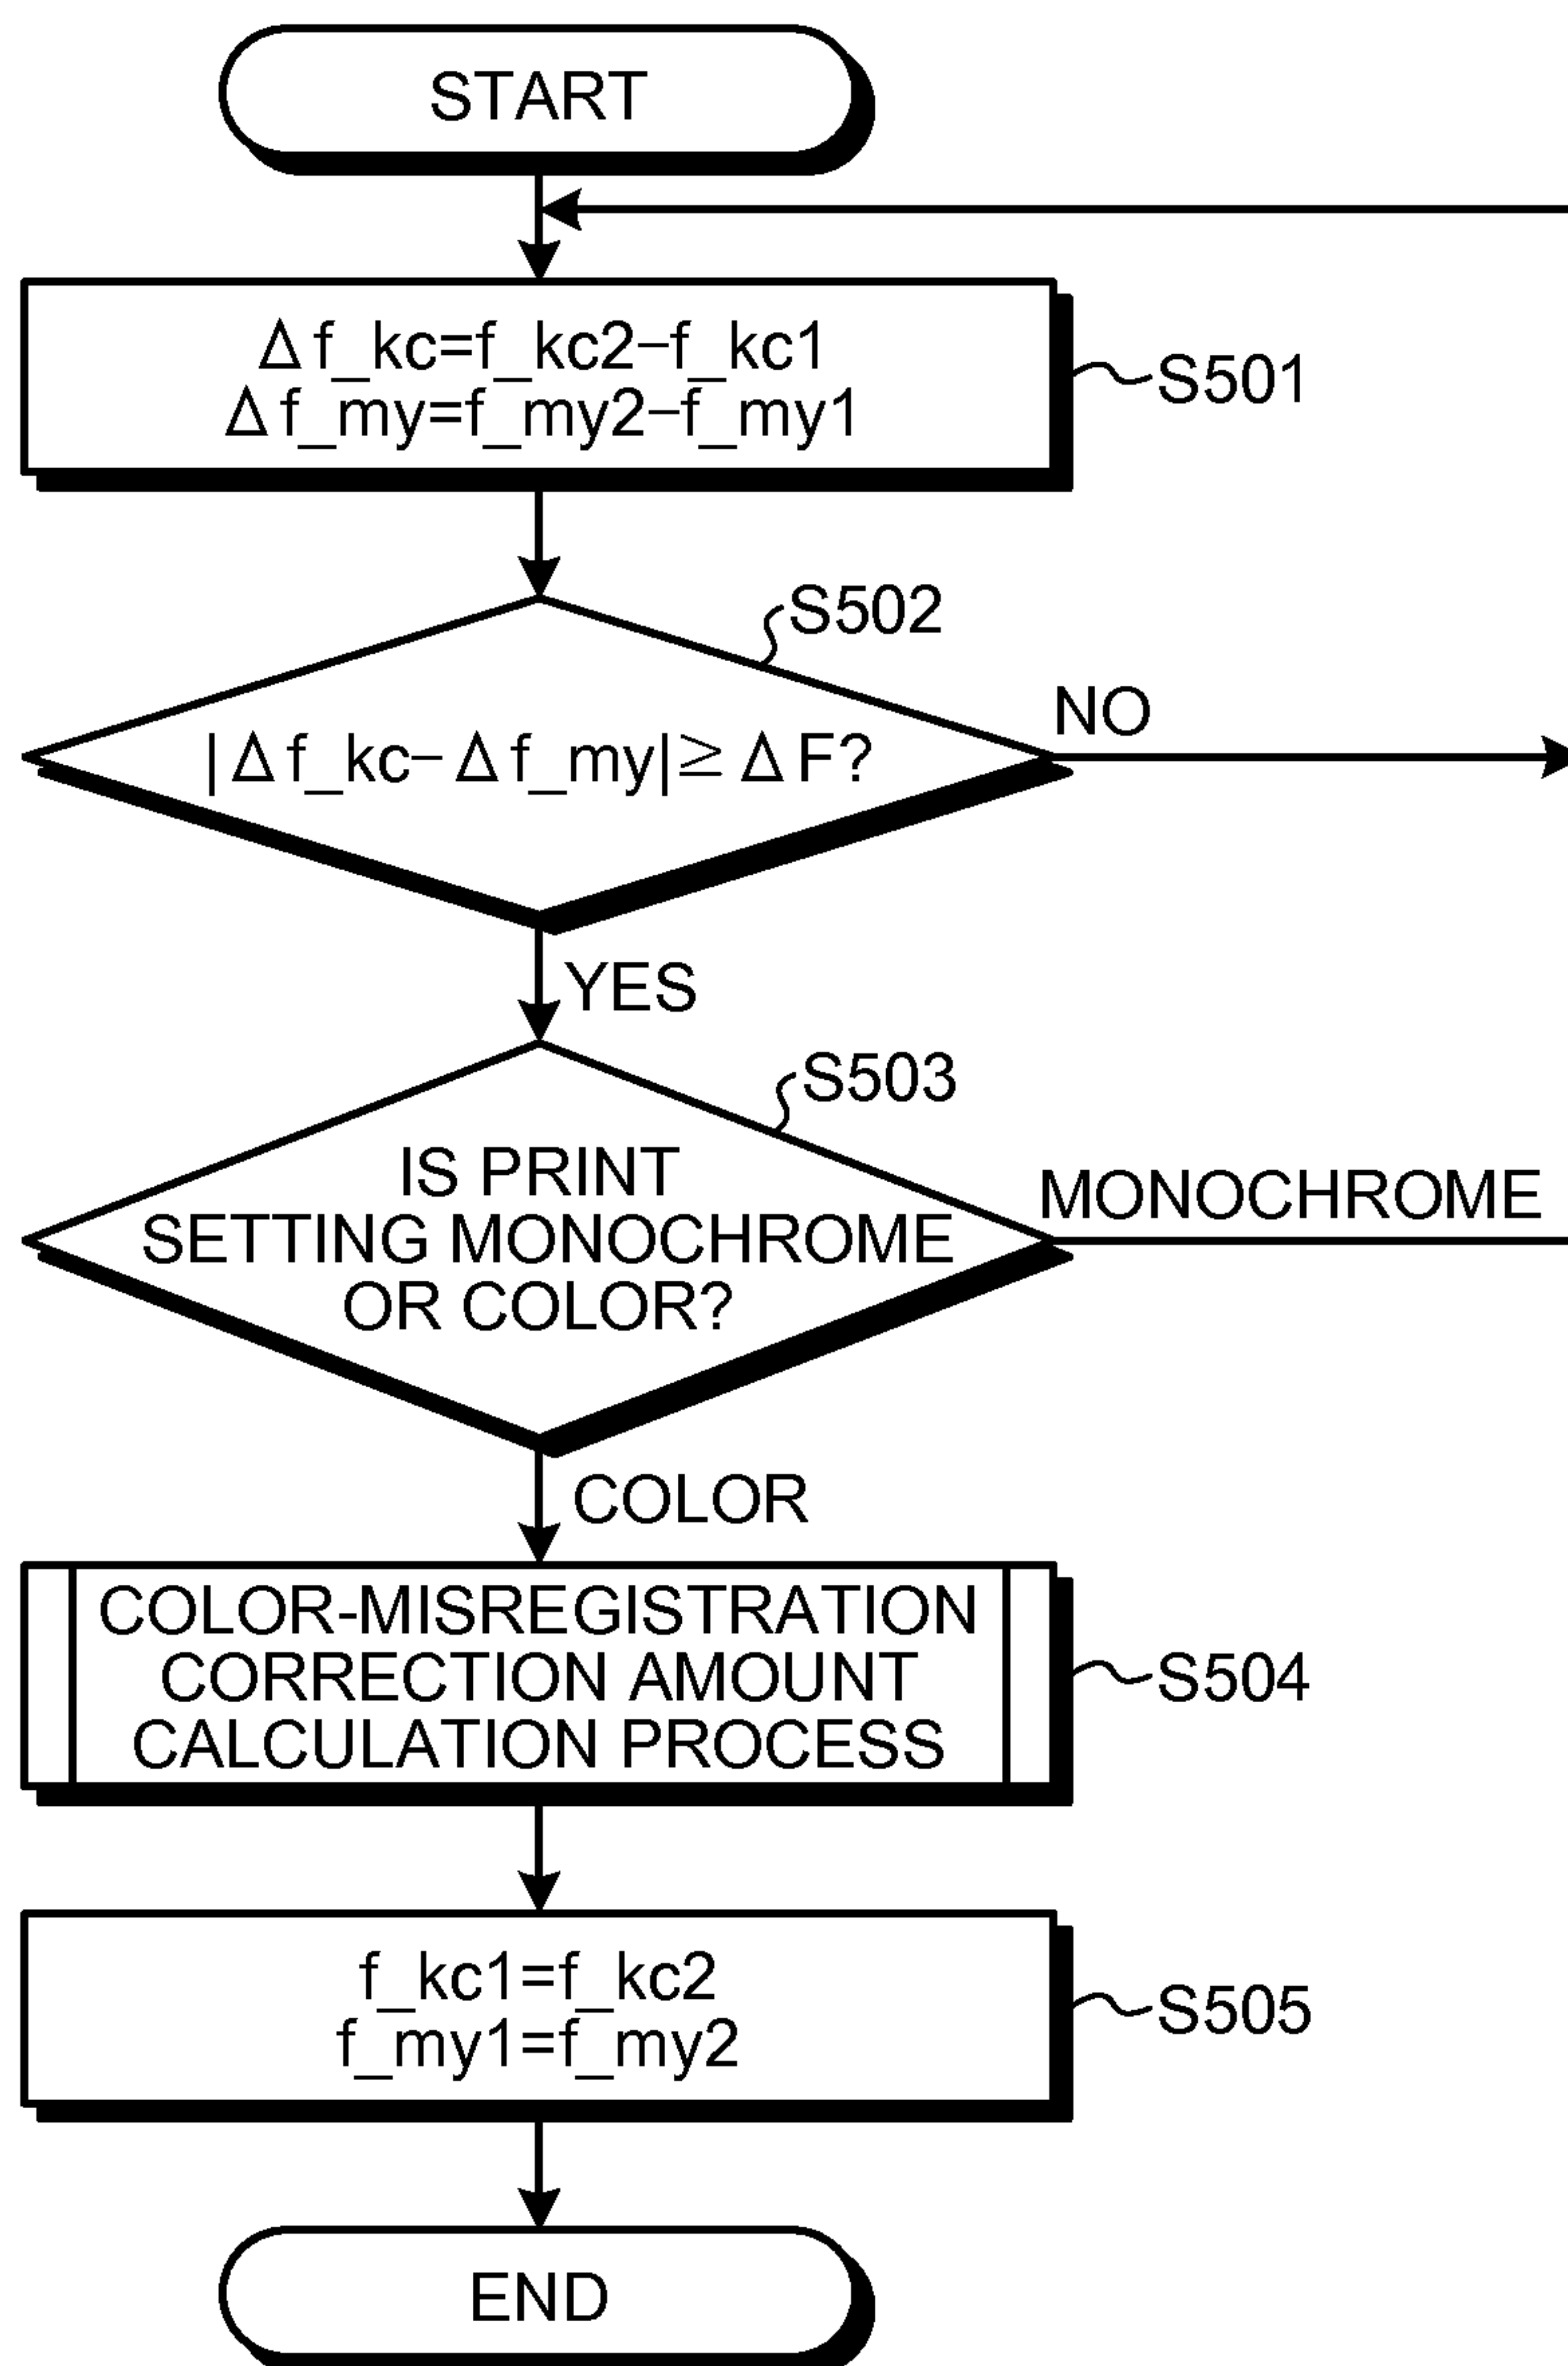 START
Δf_kc=f_kc2−f_kc1
Δf_my=f_my2−f_my1
S501
S502
|Δf_kc−Δf_my|≥ΔF?
NO
YES
S503
IS PRINT
SETTING MONOCHROME
OR COLOR?
MONOCHROME
COLOR
COLOR-MISREGISTRATION
CORRECTION AMOUNT
CALCULATION PROCESS
S504
f_kc1=f_kc2
f_my1=f_my2
S505
END